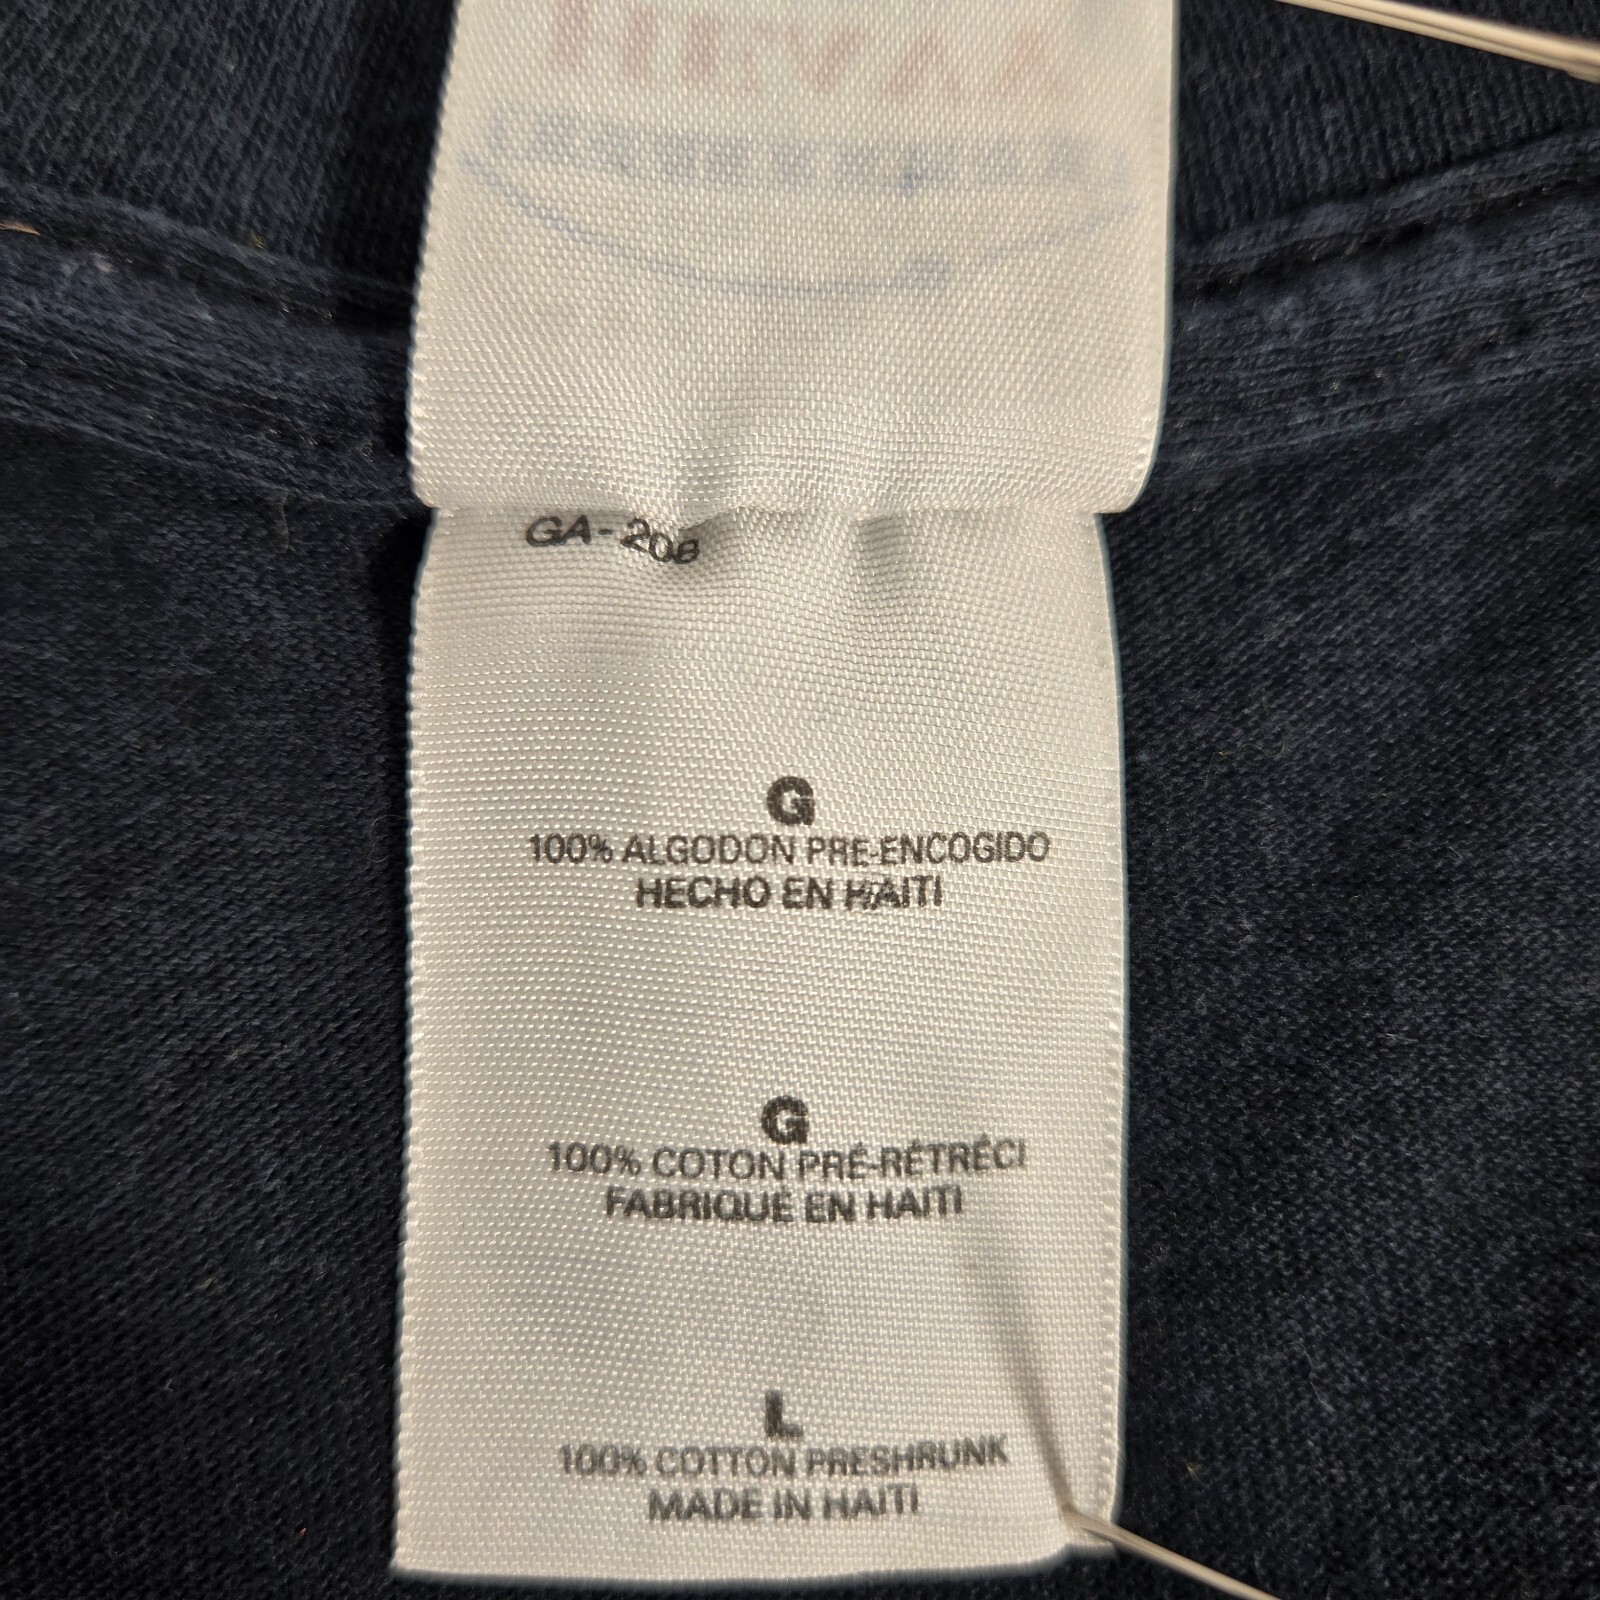 GA-208
G
100% ALGODON PRE-ENCOGIDO
HECHO EN HAITI
G
100% COTON PRÉ-RÉTRÉCI
FABRIQUÉ EN HAITI
L
100% COTTON PRESHRUNK
MADE IN HAITI